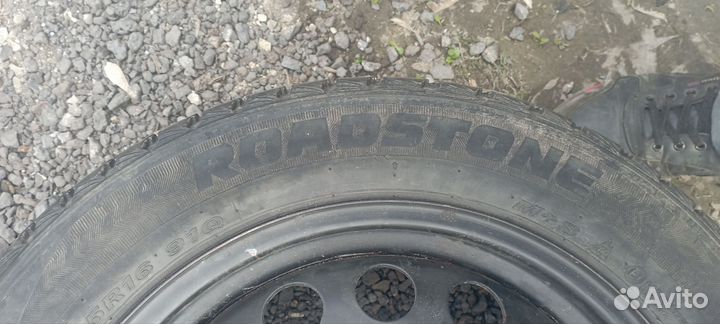 ROADSTONE
5R16 91Q
M+S
Avito